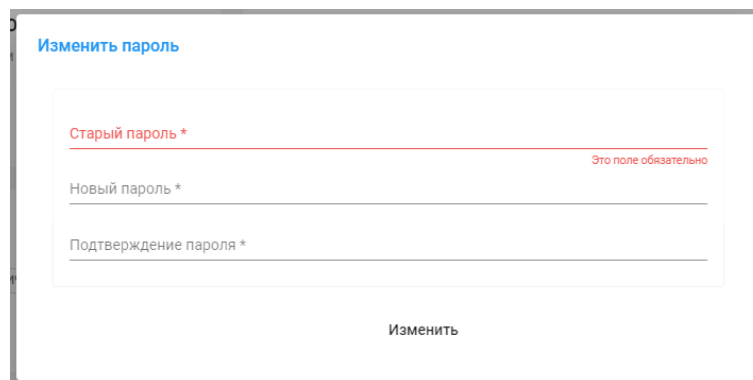 Изменить пароль
Старый пароль *
Это поле обязательно
Новый пароль *
Подтверждение пароля *
Изменить